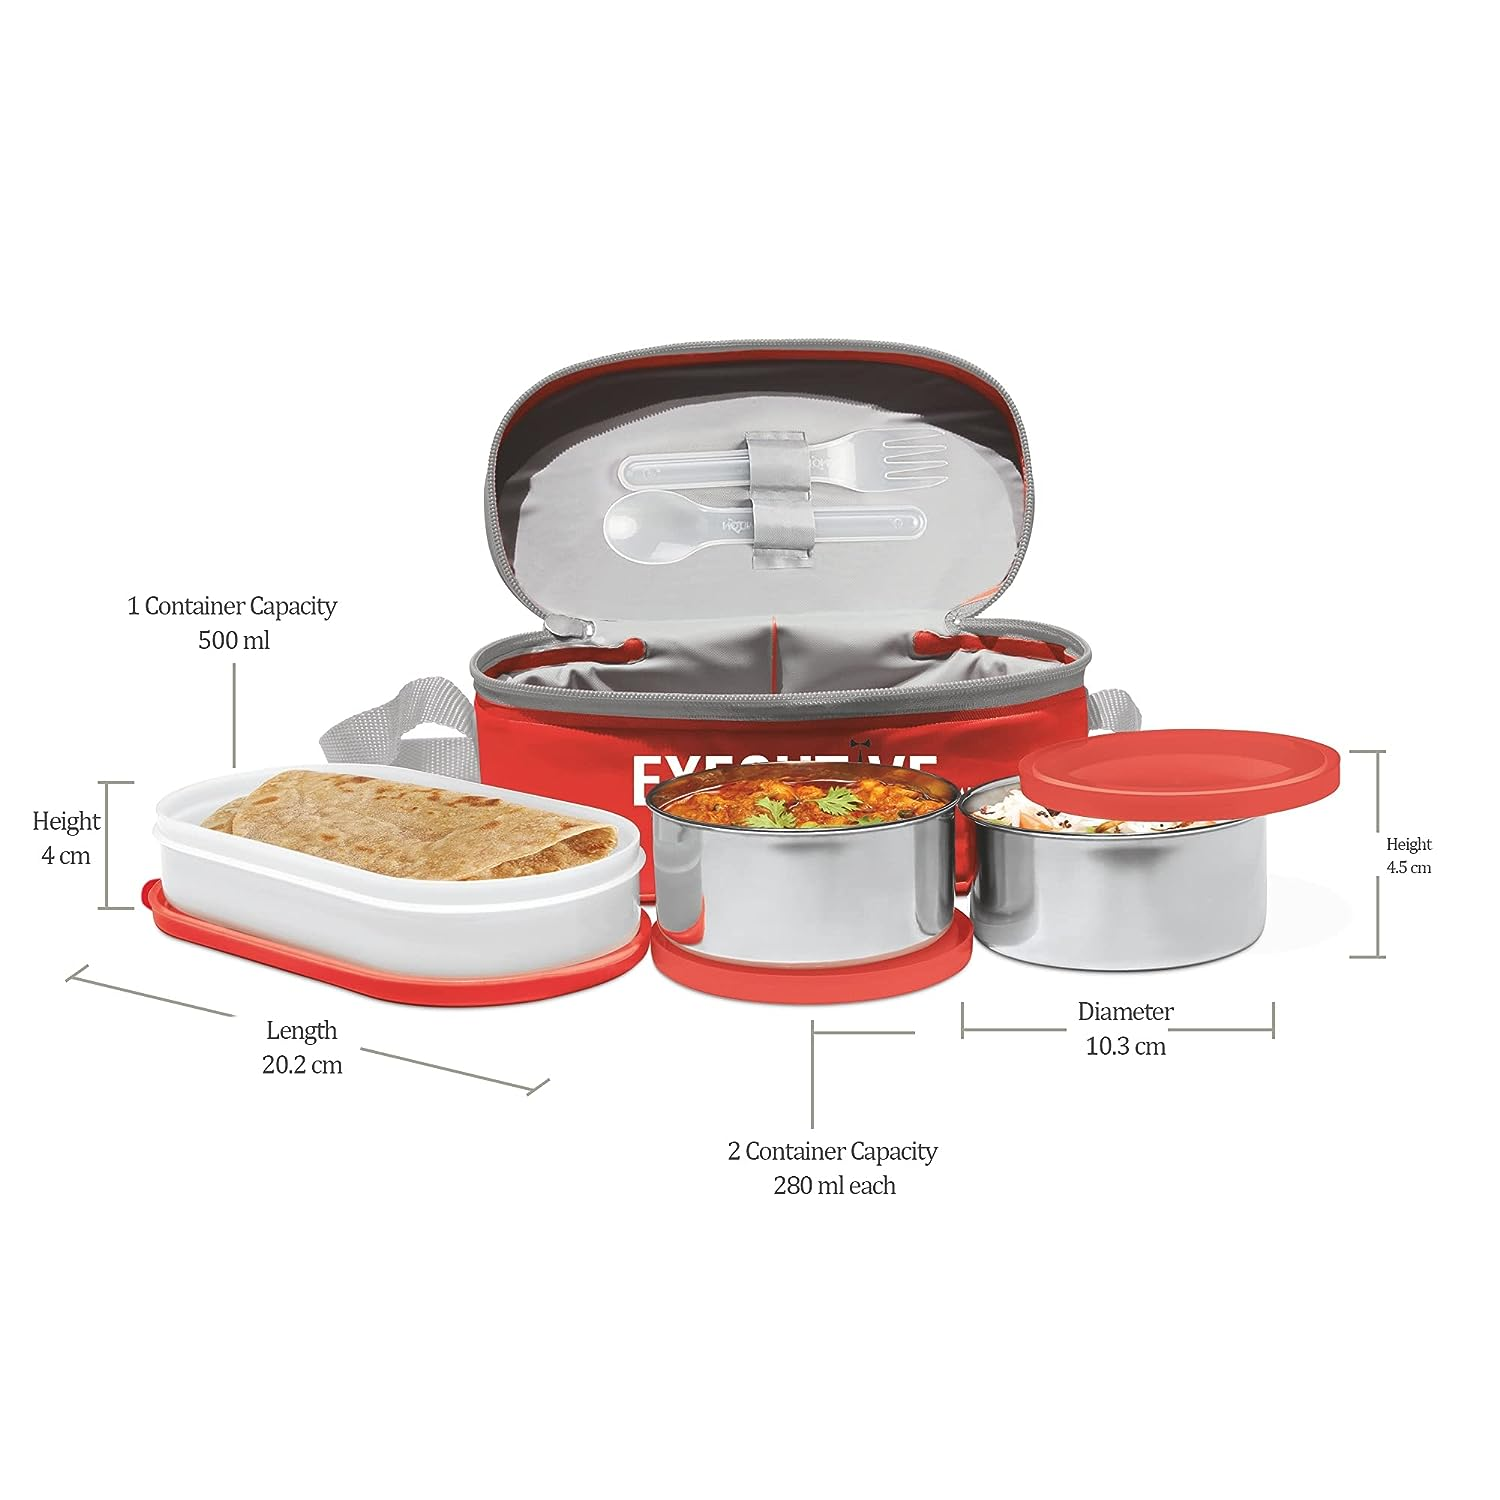 1 Container Capacity
500 ml
EXECUTIVE
Height
4 cm
Height
4.5 cm
Length
20.2 cm
Diameter
10.3 cm
2 Container Capacity
280 ml each